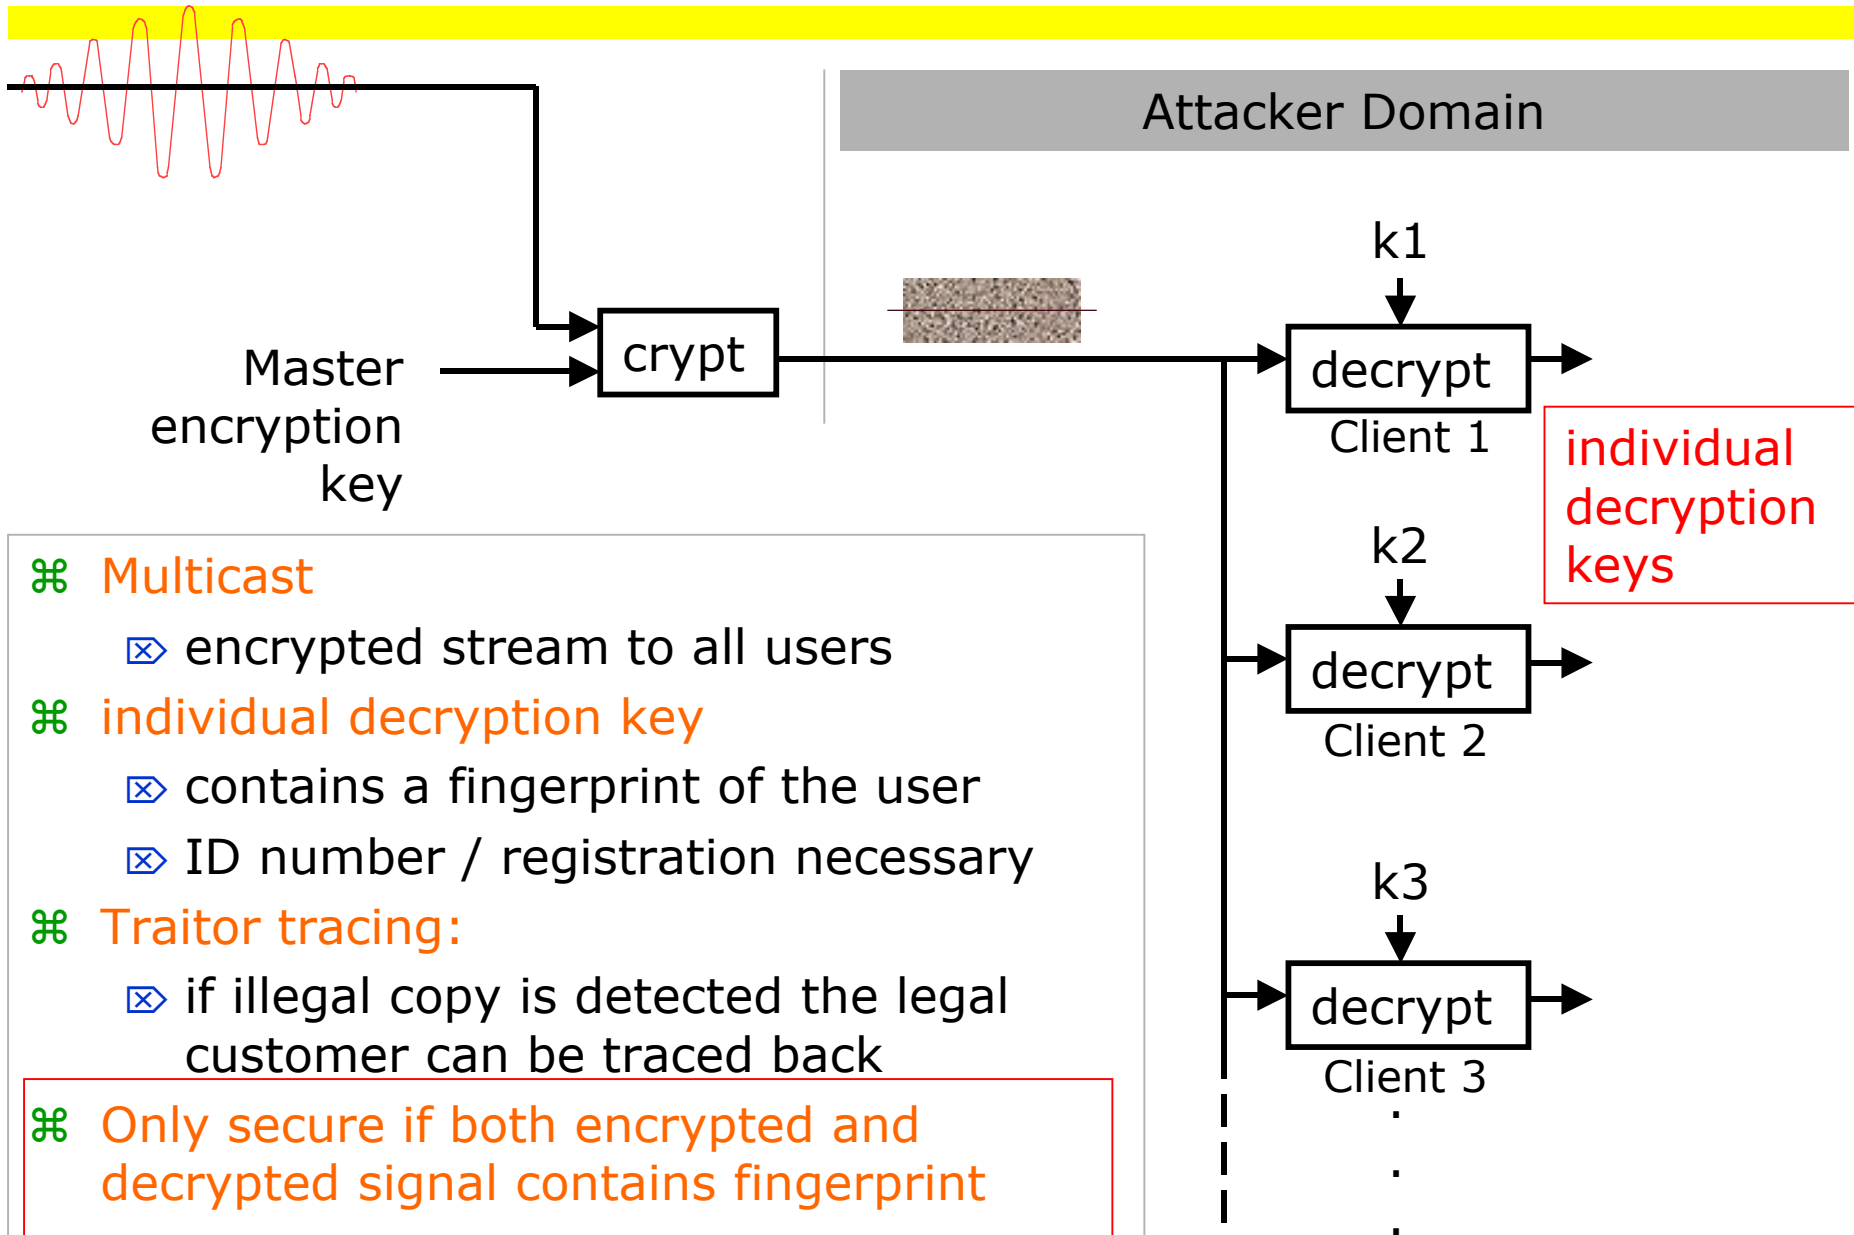 Attacker Domain
k1
crypt
decrypt
Client 1
Master
encryption
key
individual
decryption
keys
k2
decrypt
Client 2
k3
decrypt
Client 3
.
.
.
⌘ Multicast
⌦ encrypted stream to all users
⌘ individual decryption key
⌦ contains a fingerprint of the user
⌦ ID number / registration necessary
⌘ Traitor tracing:
⌦ if illegal copy is detected the legal
customer can be traced back
⌘ Only secure if both encrypted and
decrypted signal contains fingerprint